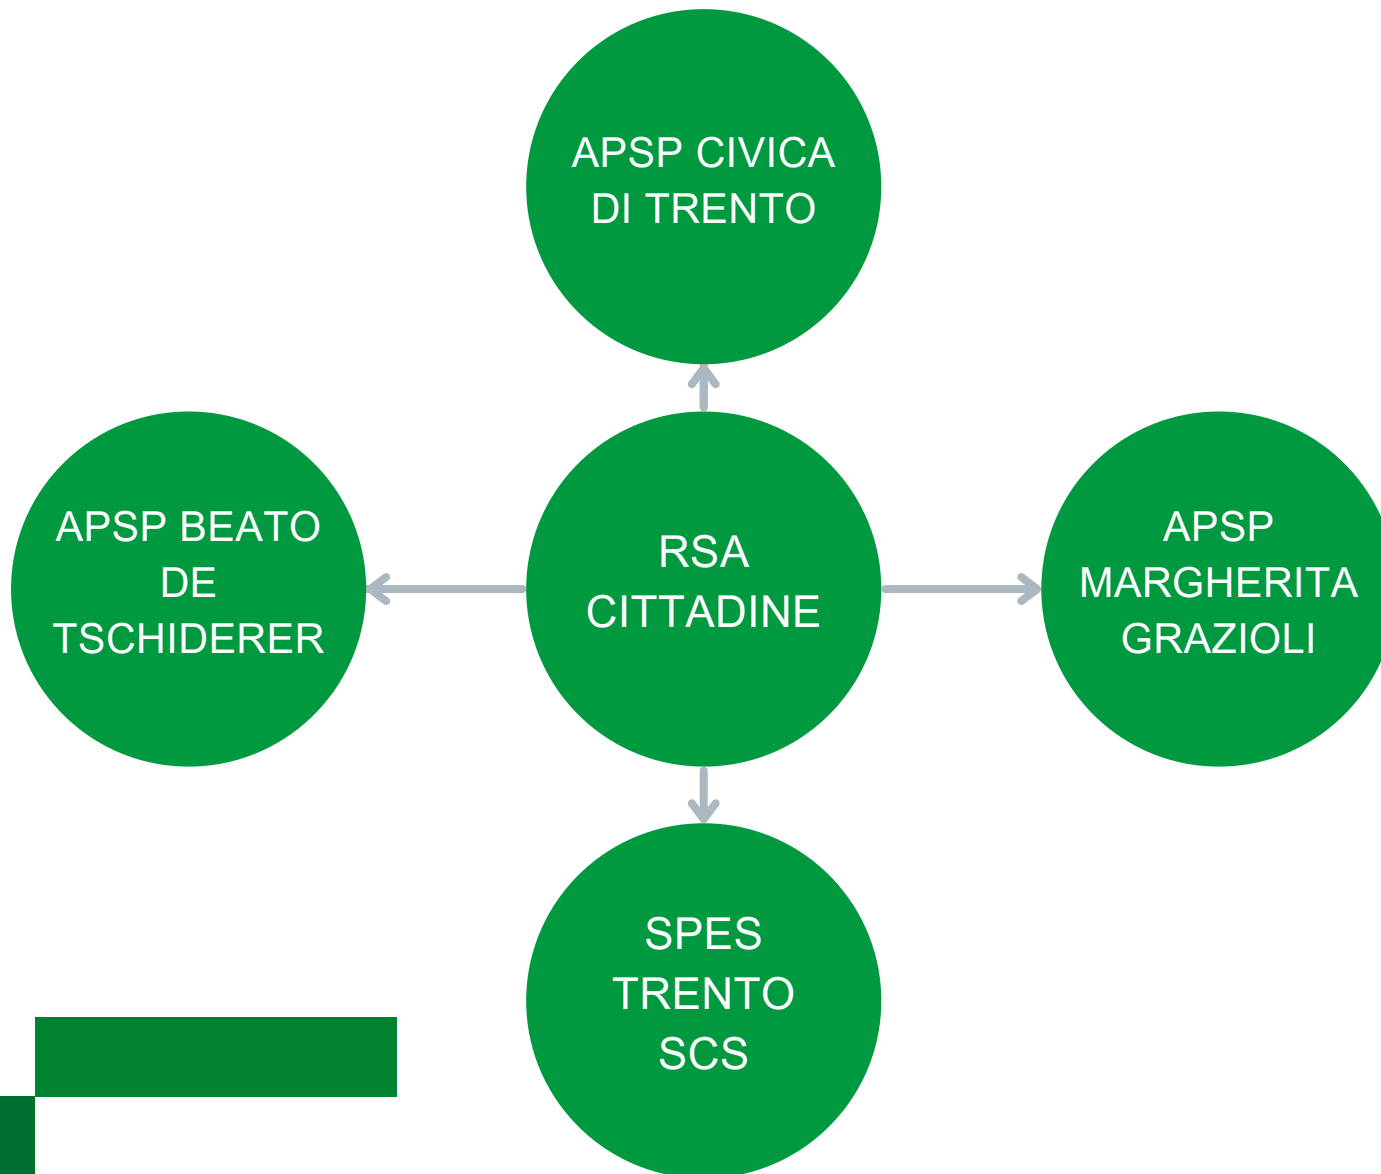 APSP CIVICA
DI TRENTO
APSP BEATO
DE
TSCHIDERER
RSA
CITTADINE
APSP
MARGHERITA
GRAZIOLI
SPES
TRENTO
SCS